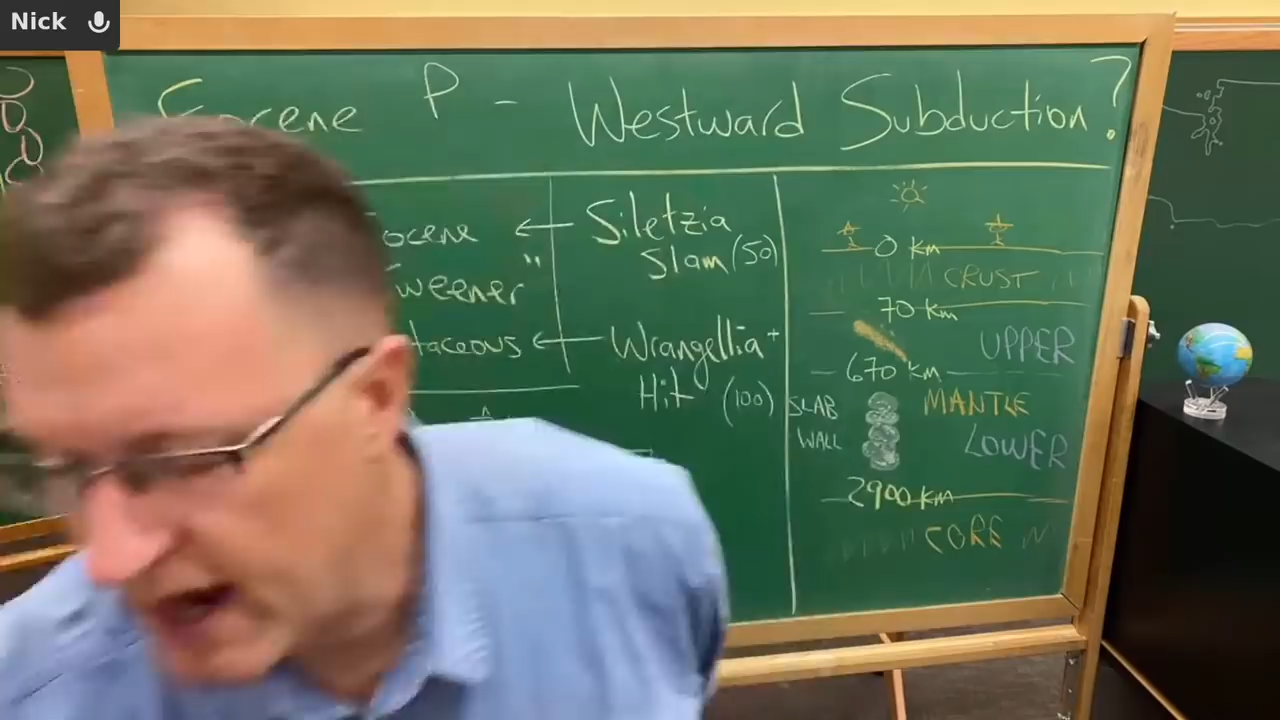 Nick
Eocene P - Westward Subduction?
ocene ← Siletzia
Slam (50)
"
weener
taceous ← Wrangellia+
Hit (100)
0 km
CRUST
70 km
UPPER
670 km
SLAB
WALL
MANTLE
LOWER
2900 km
CORE